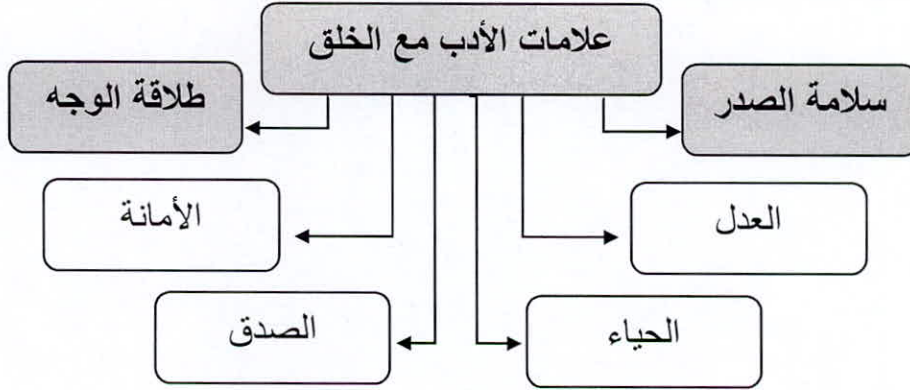 علامات الأدب مع الخلق
سلامة الصدر
طلاقة الوجه
العدل
الأمانة
الحياء
الصدق